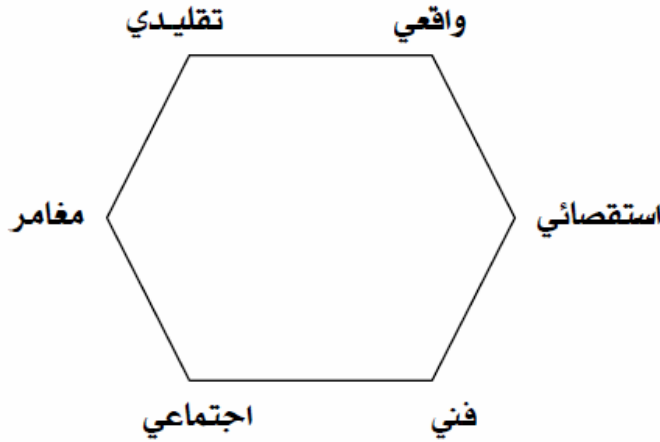 واقعي
تقليدي
استقصائي
مغامر
فني
اجتماعي